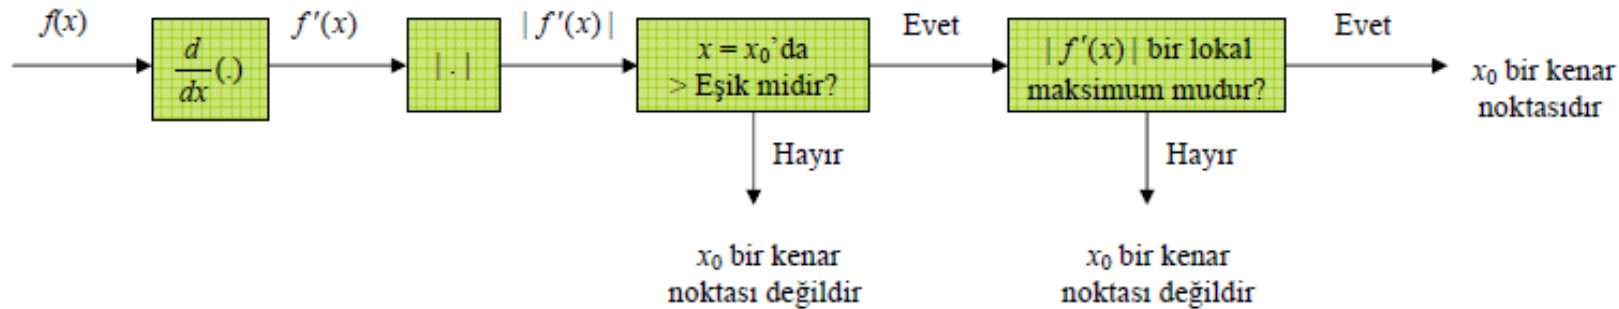 f(x)
d/dx (.)
f′(x)
| . |
| f′(x) |
x = x₀'da
> Eşik midir?
Evet
| f′(x) | bir lokal
maksimum mudur?
Evet
x₀ bir kenar
noktasıdır
Hayır
x₀ bir kenar
noktası değildir
Hayır
x₀ bir kenar
noktası değildir